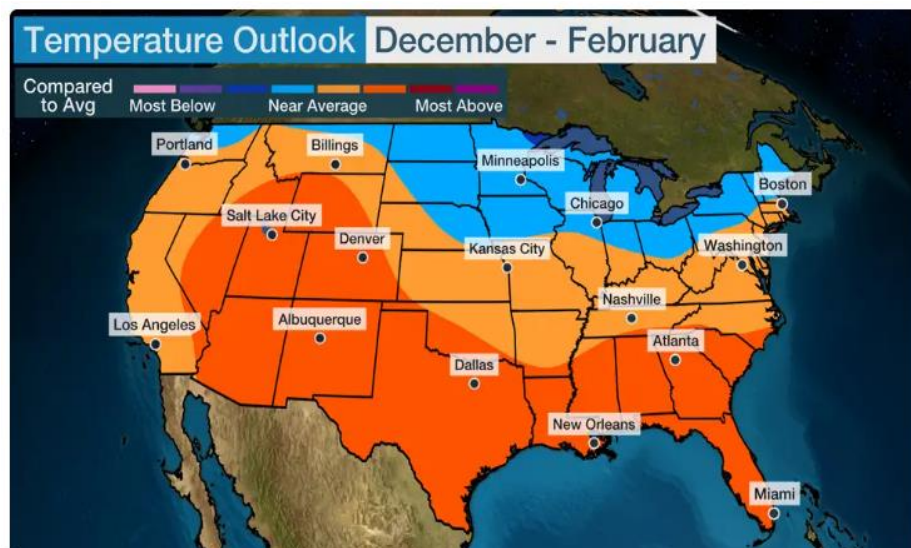 Temperature Outlook December - February
Compared
to Avg
Most Below Near Average Most Above
Portland
Billings
Minneapolis
Boston
Chicago
Salt Lake City
Denver
Kansas City
Washington
Nashville
Los Angeles
Albuquerque
Atlanta
Dallas
New Orleans
Miami